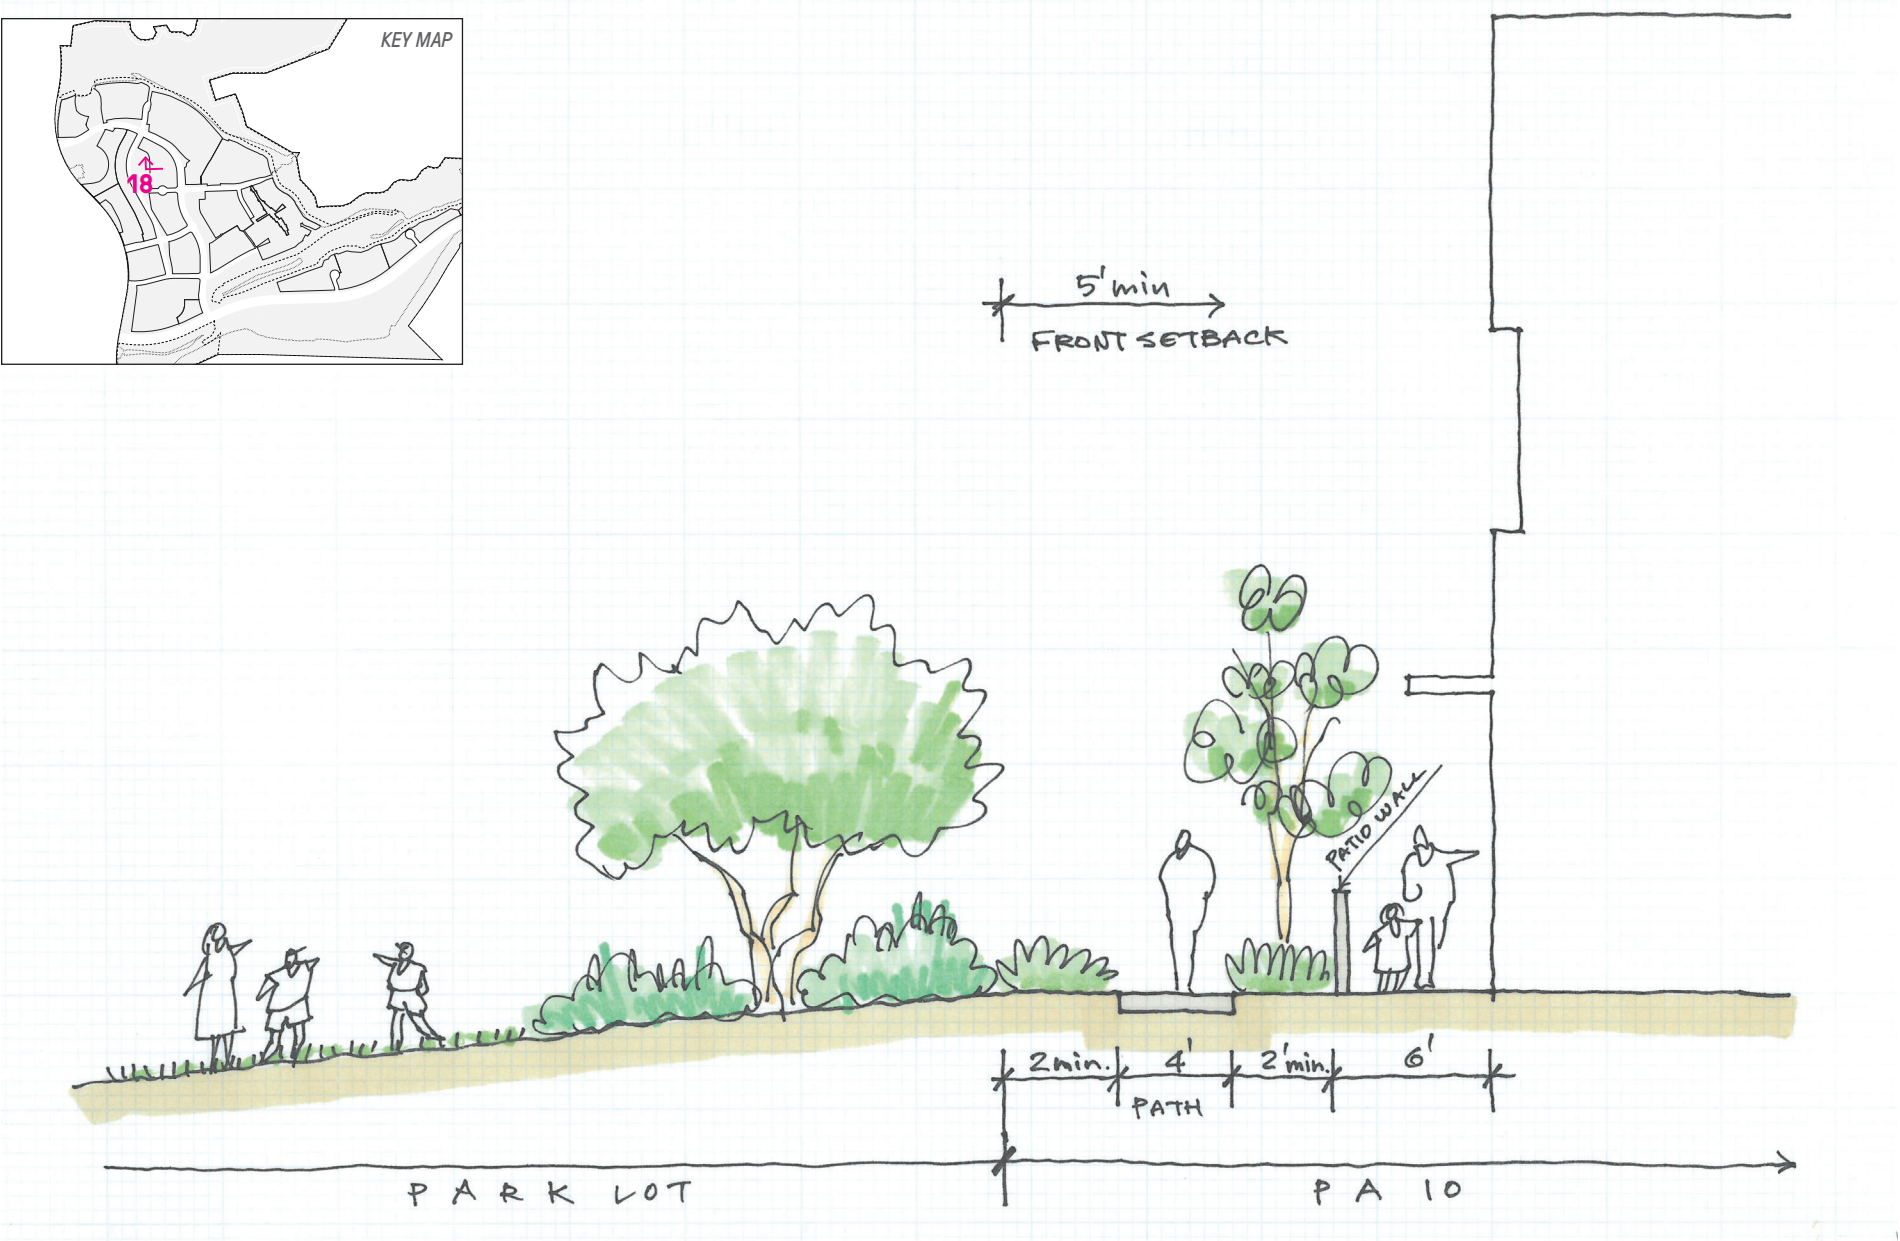 KEY MAP
18
5' min
FRONT SETBACK
PATIO WALL
2 min.
4'
2' min.
6'
PATH
PARK LOT
PA 10